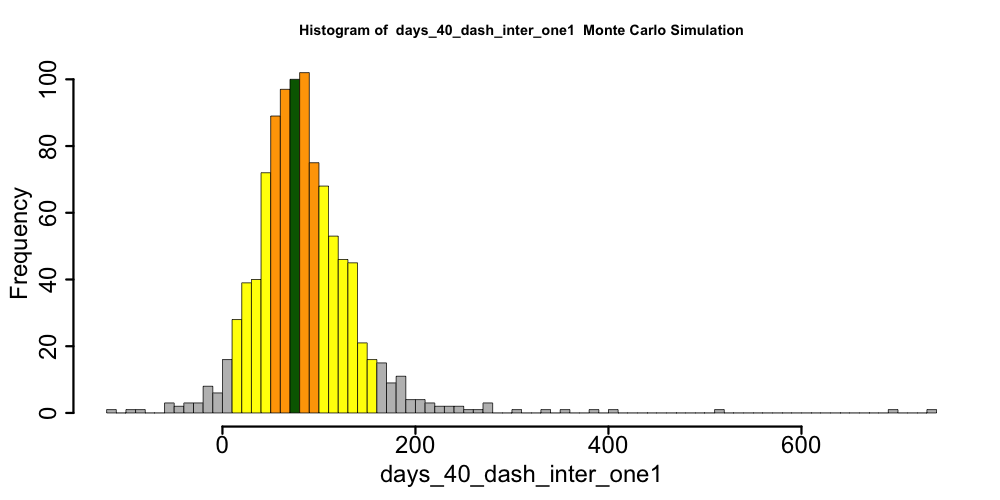 Histogram of  days_40_dash_inter_one1  Monte Carlo Simulation
Frequency
100
80
60
40
20
0
0 200 400 600
days_40_dash_inter_one1